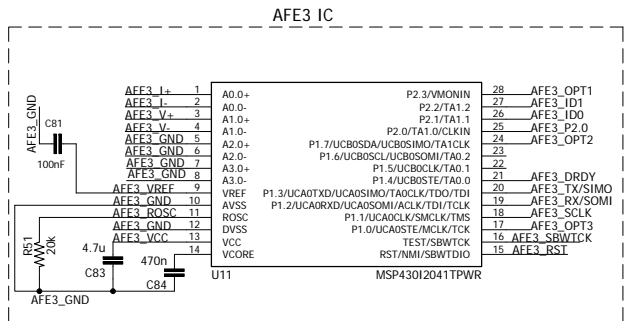 AFE3 IC
AFE3_I+ 1 A0.0+ P2.3/VMONIN 28 AFE3_OPT1
AFE3_I- 2 A0.0- P2.2/TA1.2 27 AFE3_ID1
AFE3_V+ 3 A1.0+ P2.1/TA1.1 26 AFE3_ID0
AFE3_V- 4 A1.0- P2.0/TA1.0/CLKIN 25 AFE3_P2.0
AFE3_GND 5 A2.0+ P1.7/UCB0SDA/UCB0SIMO/TA1CLK 24 AFE3_OPT2
AFE3_GND 6 A2.0- P1.6/UCB0SCL/UCB0SOMI/TA0.2 23
AFE3_GND 7 A3.0+ P1.5/UCB0CLK/TA0.1 22
AFE3_GND 8 A3.0- P1.4/UCB0STE/TA0.0 21 AFE3_DRDY
AFE3_VREF 9 VREF P1.3/UCA0TXD/UCA0SIMO/TA0CLK/TDO/TDI 20 AFE3_TX/SIMO
AFE3_GND 10 AVSS P1.2/UCA0RXD/UCA0SOMI/ACLK/TDI/TCLK 19 AFE3_RX/SOMI
AFE3_ROSC 11 ROSC P1.1/UCA0CLK/SMCLK/TMS 18 AFE3_SCLK
AFE3_GND 12 DVSS P1.0/UCA0STE/MCLK/TCK 17 AFE3_OPT3
AFE3_VCC 13 VCC TEST/SBWTCK 16 AFE3_SBWTCK
14 VCORE RST/NMI/SBWTDIO 15 AFE3_RST
U11 MSP430I2041TPWR
AFE3_GND
C81
100nF
R51
20k
4.7u
C83
470n
C84
AFE3_GND